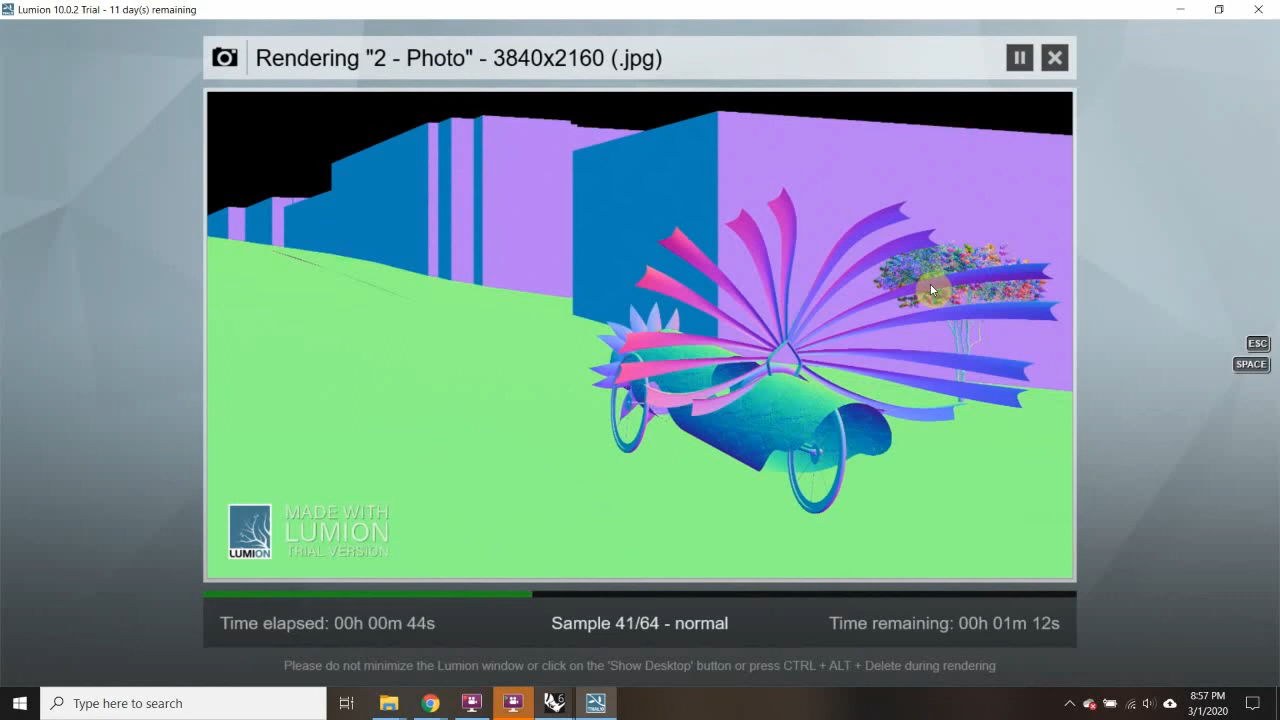 Lumion 10.0.2 Trial - 11 day(s) remaining
Rendering "2 - Photo" - 3840x2160 (.jpg)
ESC
SPACE
MADE WITH
LUMION
TRIAL VERSION
LUMION
Time elapsed: 00h 00m 44s
Sample 41/64 - normal
Time remaining: 00h 01m 12s
Please do not minimize the Lumion window or click on the 'Show Desktop' button or press CTRL + ALT + Delete during rendering
Type here to search
6
8:57 PM
3/1/2020